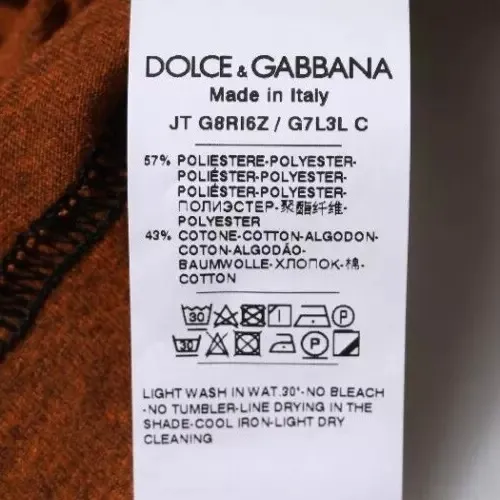 DOLCE & GABBANA
Made in Italy
JT G8RI6Z / G7L3L C
57% POLIESTERE-POLYESTER-
POLIÉSTER-POLYESTER-
POLIÉSTER-POLYESTER-
ПОЛИЭСТЕР-聚酯纤维-
POLYESTER
43% COTONE-COTTON-ALGODON-
COTON-ALGODÃO-
BAUMWOLLE-ХЛОПОК-棉-
COTTON
30 P
30 P
LIGHT WASH IN WAT.30°-NO BLEACH
-NO TUMBLER-LINE DRYING IN THE
SHADE-COOL IRON-LIGHT DRY
CLEANING